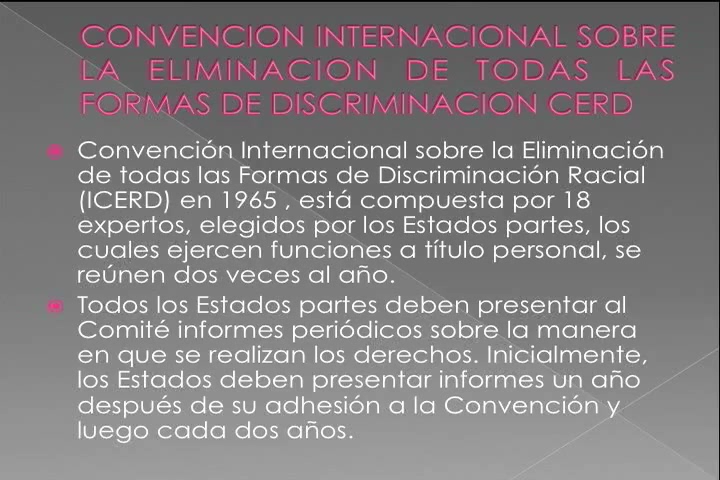 CONVENCION INTERNACIONAL SOBRE
LA ELIMINACION DE TODAS LAS
FORMAS DE DISCRIMINACION CERD
Convención Internacional sobre la Eliminación
de todas las Formas de Discriminación Racial
(ICERD) en 1965 , está compuesta por 18
expertos, elegidos por los Estados partes, los
cuales ejercen funciones a título personal, se
reúnen dos veces al año.
Todos los Estados partes deben presentar al
Comité informes periódicos sobre la manera
en que se realizan los derechos. Inicialmente,
los Estados deben presentar informes un año
después de su adhesión a la Convención y
luego cada dos años.